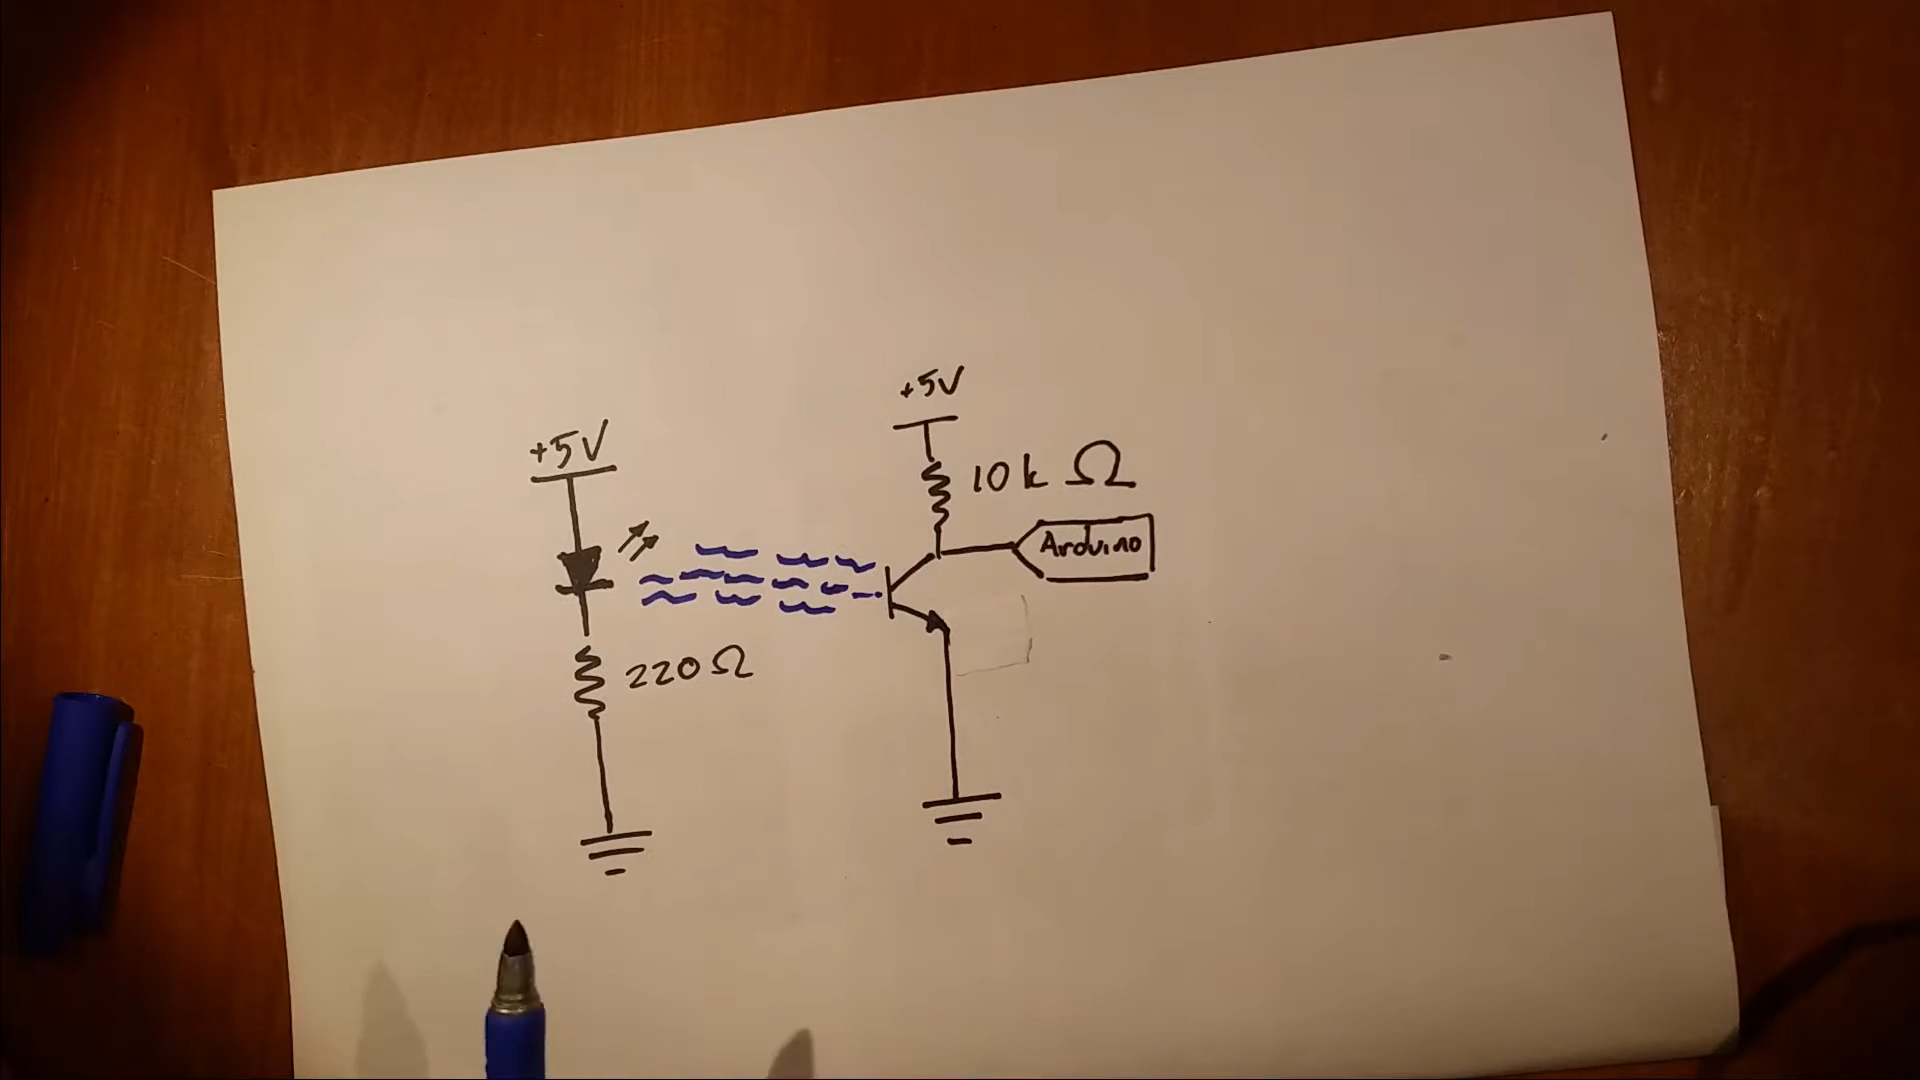 +5V
+5V
10k Ω
Arduino
220Ω